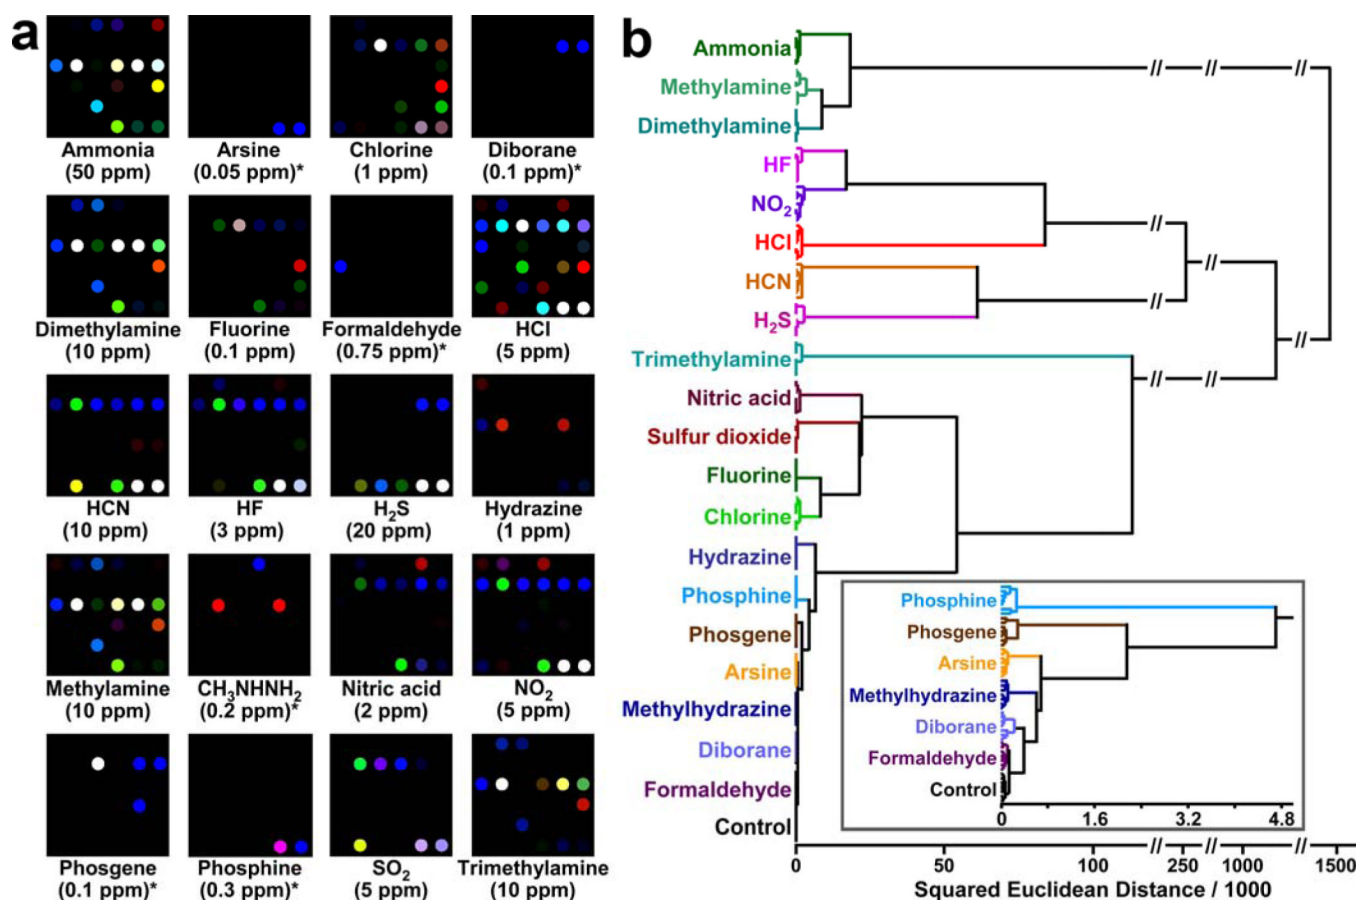 a
Ammonia
(50 ppm)
Arsine
(0.05 ppm)*
Chlorine
(1 ppm)
Diborane
(0.1 ppm)*
Dimethylamine
(10 ppm)
Fluorine
(0.1 ppm)
Formaldehyde
(0.75 ppm)*
HCl
(5 ppm)
HCN
(10 ppm)
HF
(3 ppm)
H₂S
(20 ppm)
Hydrazine
(1 ppm)
Methylamine
(10 ppm)
CH₃NHNH₂
(0.2 ppm)*
Nitric acid
(2 ppm)
NO₂
(5 ppm)
Phosgene
(0.1 ppm)*
Phosphine
(0.3 ppm)*
SO₂
(5 ppm)
Trimethylamine
(10 ppm)
b
Ammonia
Methylamine
Dimethylamine
HF
NO₂
HCl
HCN
H₂S
Trimethylamine
Nitric acid
Sulfur dioxide
Fluorine
Chlorine
Hydrazine
Phosphine
Phosgene
Arsine
Methylhydrazine
Diborane
Formaldehyde
Control
Phosphine
Phosgene
Arsine
Methylhydrazine
Diborane
Formaldehyde
Control
0 1.6 3.2 4.8
0 50 100 250 1000 1500
Squared Euclidean Distance / 1000